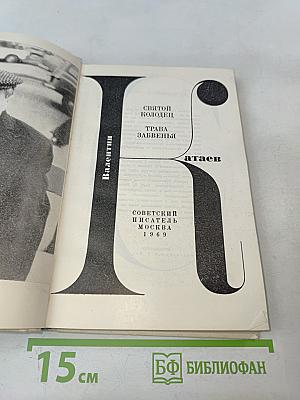 СВЯТОЙ
КОЛОДЕЦ
ТРАВА
ЗАБВЕНЬЯ
Валентин
Катаев
СОВЕТСКИЙ
ПИСАТЕЛЬ
МОСКВА
1969
15 см
БФ БИБЛИОФАН